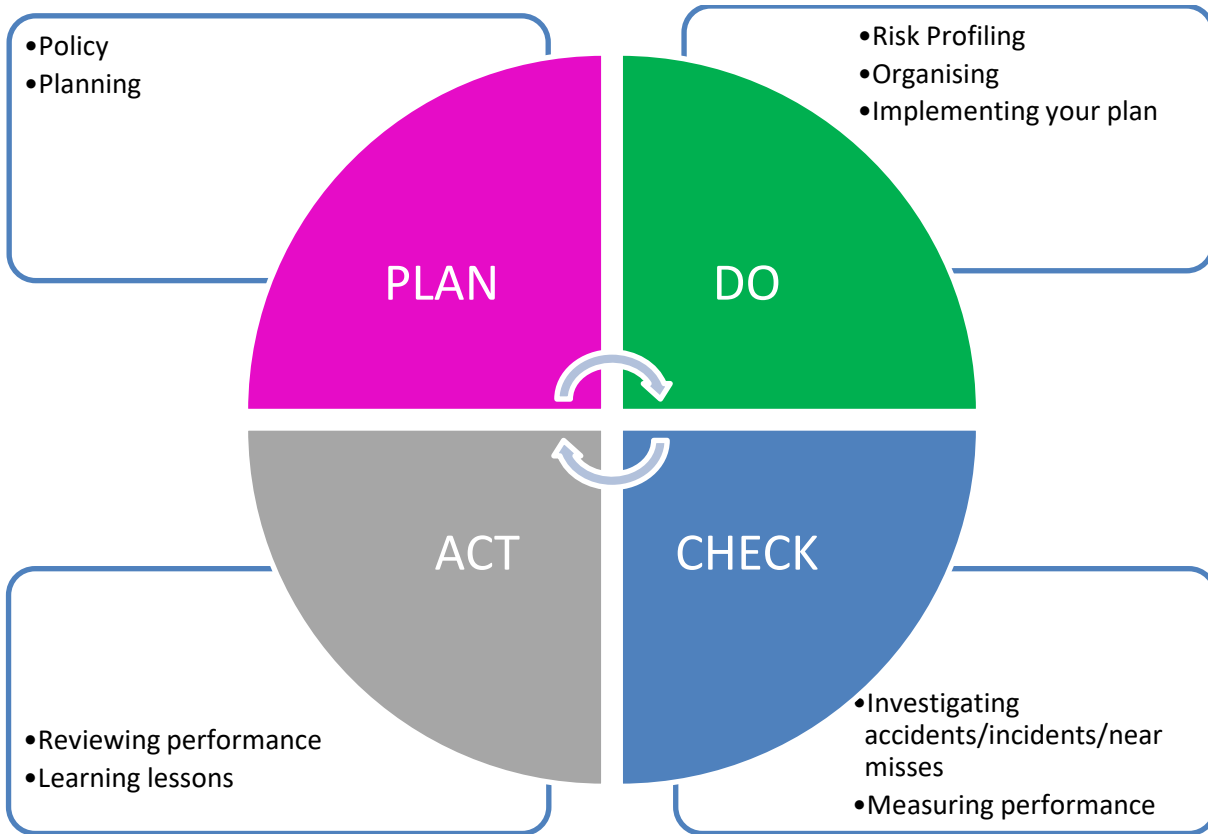 •Policy
•Planning
•Risk Profiling
•Organising
•Implementing your plan
PLAN
DO
ACT
CHECK
•Reviewing performance
•Learning lessons
•Investigating
accidents/incidents/near
misses
•Measuring performance